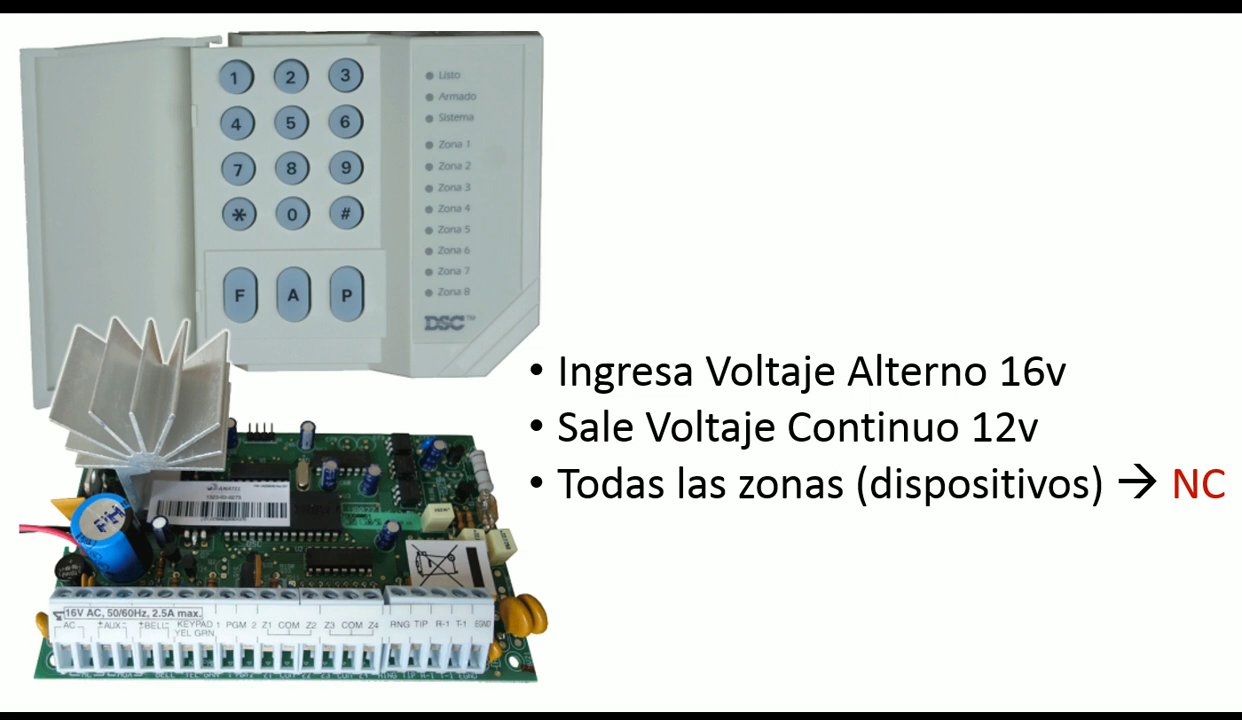 1 2 3
4 5 6
7 8 9
* 0 #
F A P
Listo
Armado
Sistema
Zona 1
Zona 2
Zona 3
Zona 4
Zona 5
Zona 6
Zona 7
Zona 8
DSC™
• Ingresa Voltaje Alterno 16v
• Sale Voltaje Continuo 12v
• Todas las zonas (dispositivos) → NC
16V AC, 50/60Hz, 2.5A max.
AC +AUX- +BELL- KEYPAD 1 PGM 2 Z1 COM Z2 Z3 COM Z4 RNG TIP R-1 T-1 EGND
YEL GRN